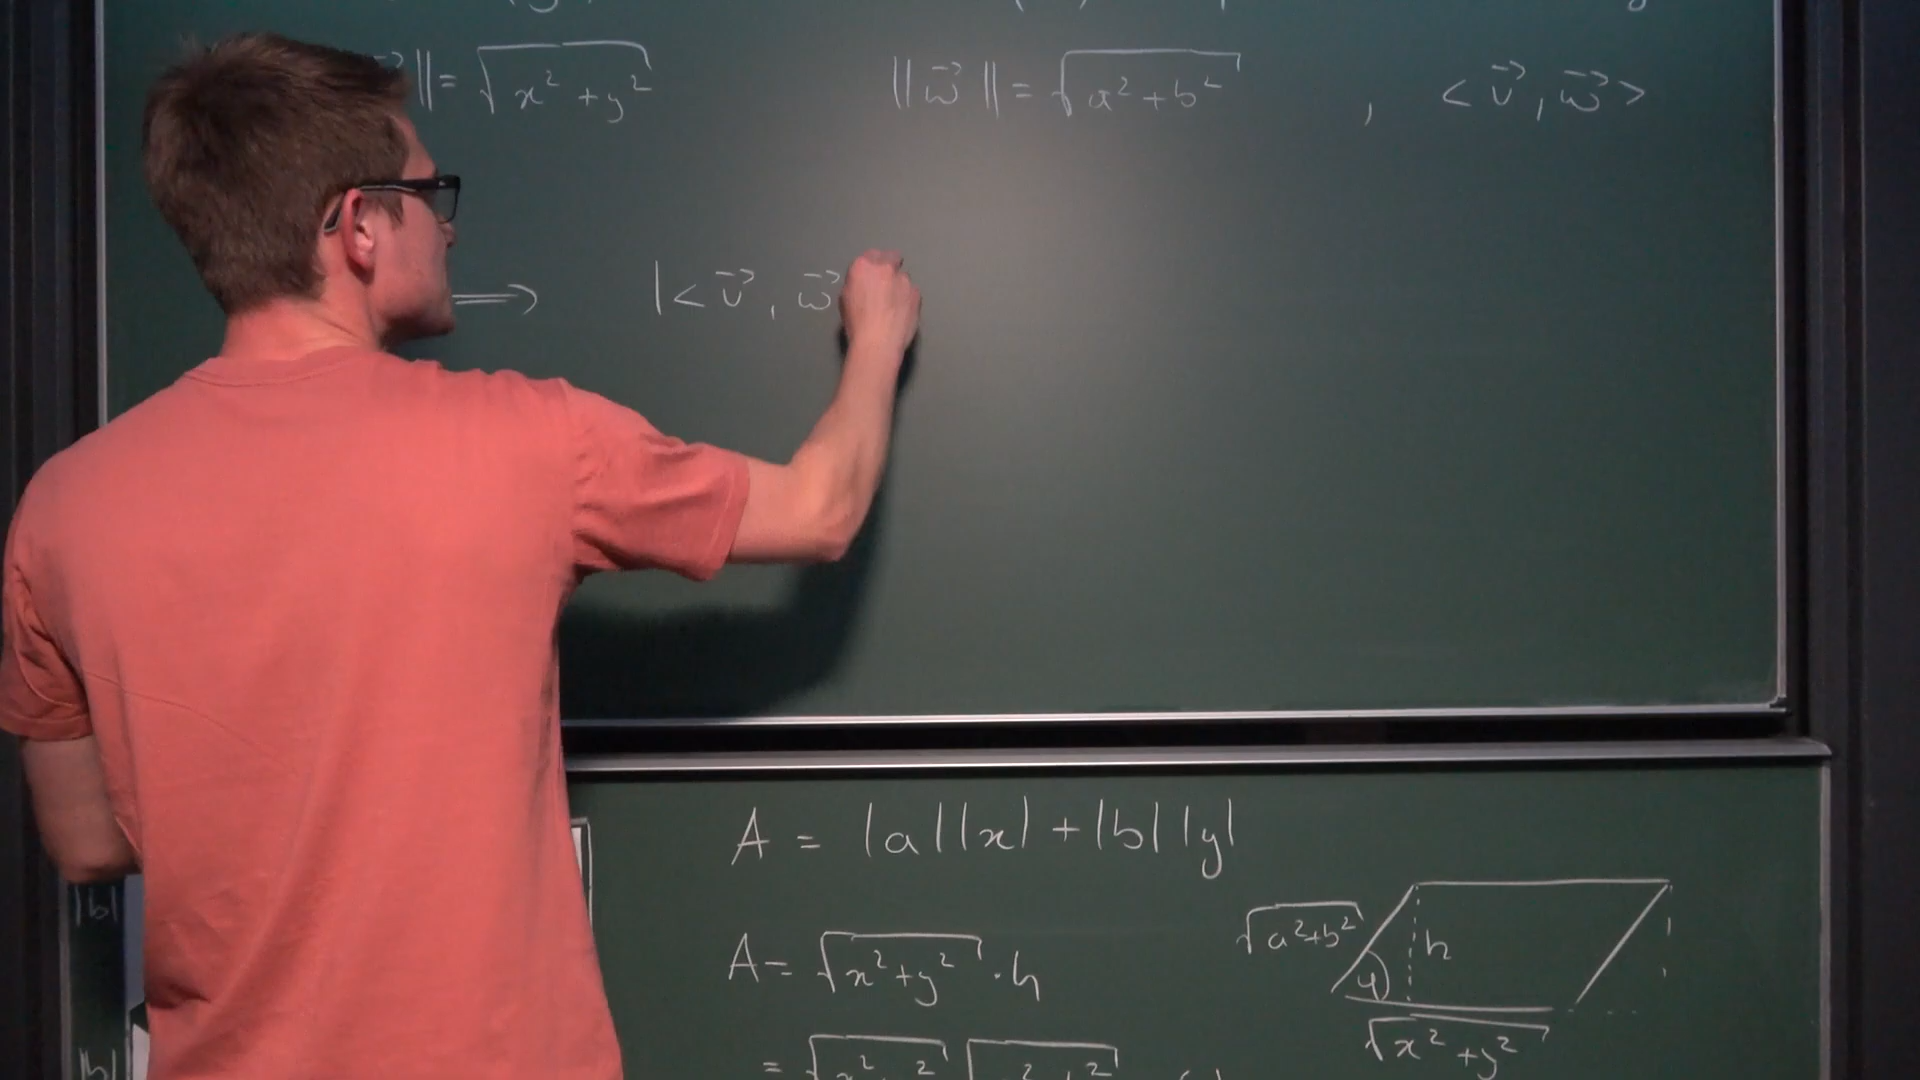 ‖ = √x² + y²    ‖w⃗‖ = √a² + b²    ,    < v⃗, w⃗ >
⟹    |< v⃗, w⃗
A = |a||x| + |b||y|
|b|
√a²+b²
A = √x²+y² · h
h
φ
√x²+y²
|b|